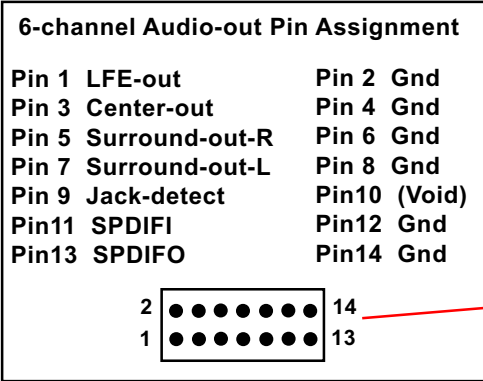 6-channel Audio-out Pin Assignment
Pin 1 LFE-out Pin 2 Gnd
Pin 3 Center-out Pin 4 Gnd
Pin 5 Surround-out-R Pin 6 Gnd
Pin 7 Surround-out-L Pin 8 Gnd
Pin 9 Jack-detect Pin10 (Void)
Pin11 SPDIFI Pin12 Gnd
Pin13 SPDIFO Pin14 Gnd
2 14
1 13